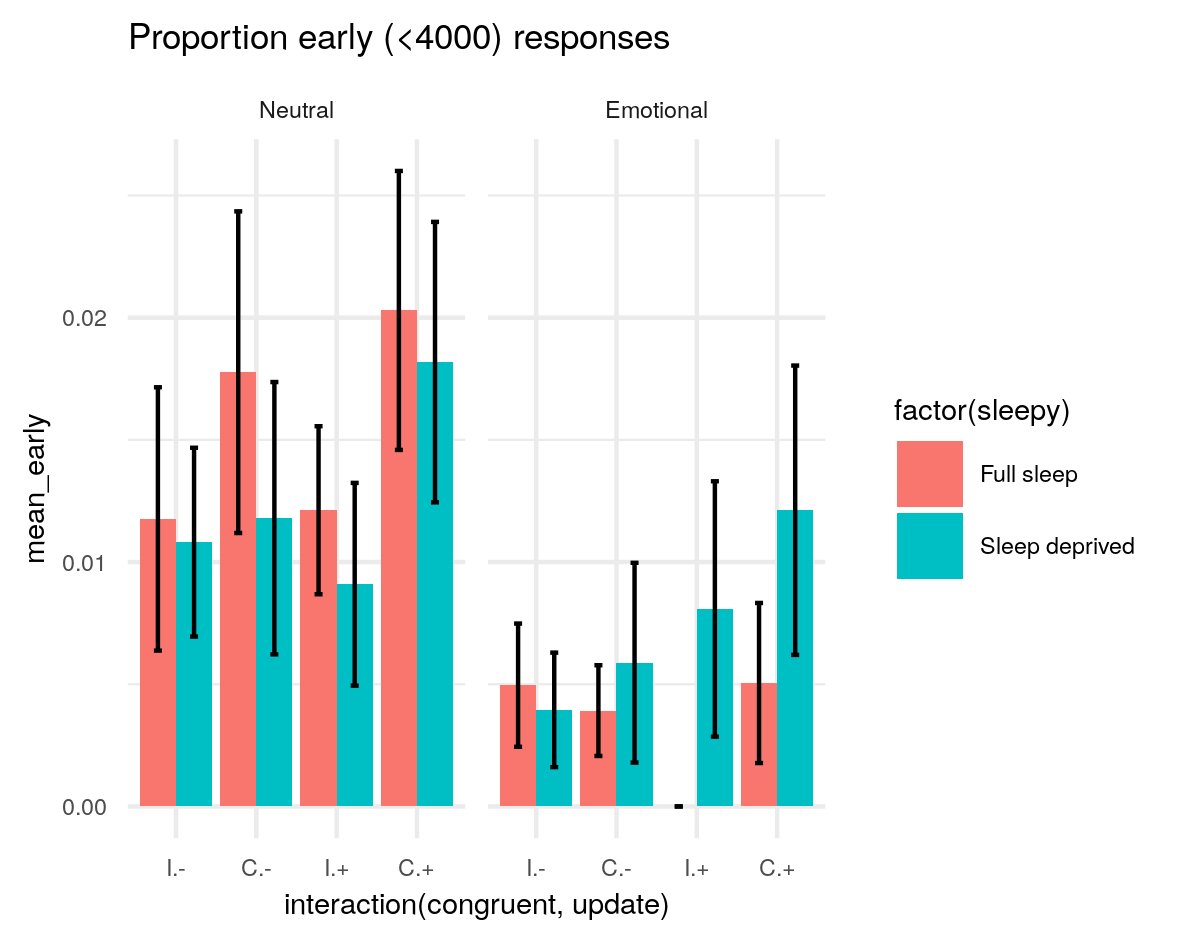 Proportion early (<4000) responses
Neutral
Emotional
mean_early
0.02
0.01
0.00
I.-
C.-
I.+
C.+
I.-
C.-
I.+
C.+
interaction(congruent, update)
factor(sleepy)
Full sleep
Sleep deprived